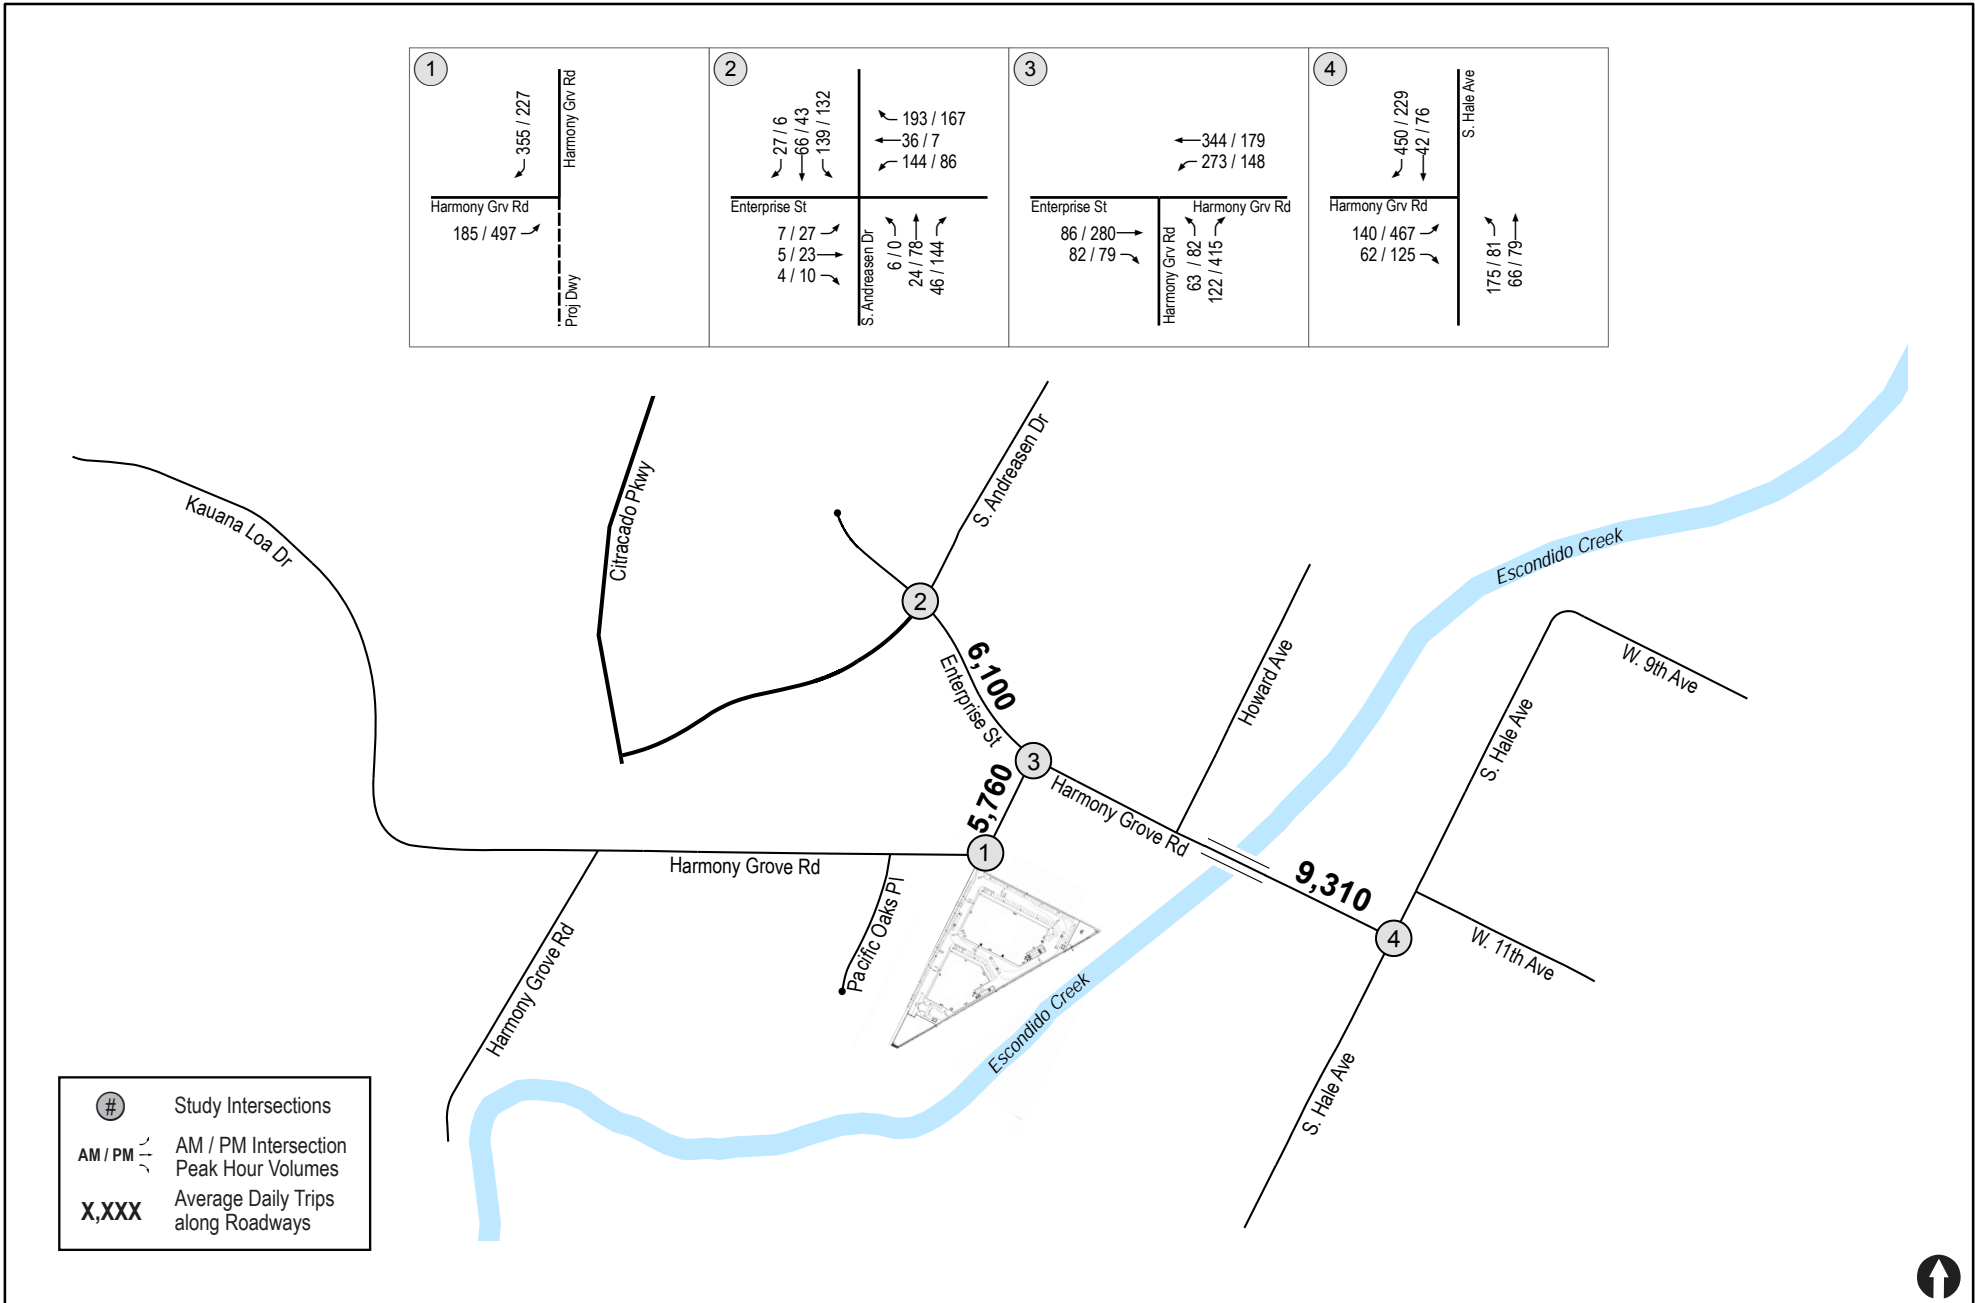 1
355 / 227
Harmony Grv Rd
Harmony Grv Rd
185 / 497
Proj Dwy
2
27 / 6
66 / 43
139 / 132
193 / 167
36 / 7
144 / 86
Enterprise St
7 / 27
5 / 23
4 / 10
S. Andreasen Dr
6 / 0
24 / 78
46 / 144
3
344 / 179
273 / 148
Enterprise St
Harmony Grv Rd
86 / 280
82 / 79
Harmony Grv Rd
63 / 82
122 / 415
4
450 / 229
42 / 76
S. Hale Ave
Harmony Grv Rd
140 / 467
62 / 125
175 / 81
66 / 79
Kauana Loa Dr
Citracado Pkwy
S. Andreasen Dr
Escondido Creek
2
6,100
Enterprise St
Howard Ave
W. 9th Ave
S. Hale Ave
3
5,760
Harmony Grove Rd
1
Harmony Grove Rd
9,310
Pacific Oaks Pl
4
W. 11th Ave
Harmony Grove Rd
Escondido Creek
S. Hale Ave
#
Study Intersections
AM / PM
AM / PM Intersection
Peak Hour Volumes
X,XXX
Average Daily Trips
along Roadways